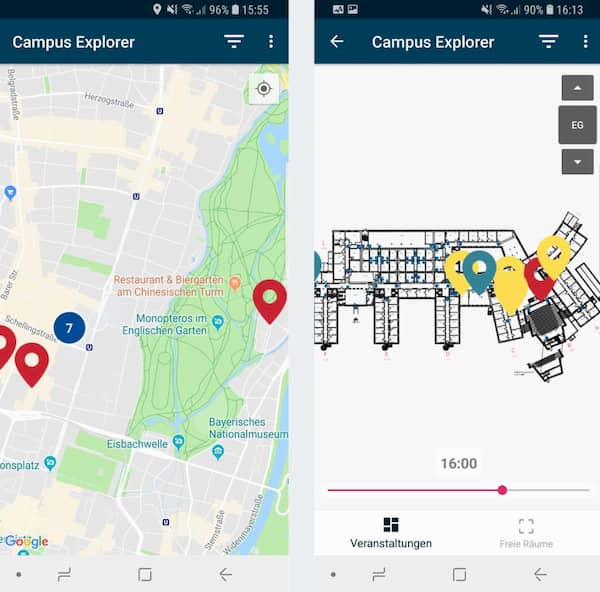 96% 15:55
Campus Explorer
Belgradstraße
Herzogstraße
U
U
Barer Str.
Restaurant & Biergarten
am Chinesischen Turm
Monopteros im
Englischen Garten
Schellingstraße
7
U
Bayerisches
Nationalmuseum
Eisbachwelle
onsplatz
U
Sternstraße
Widenmayerstraße
Google
90% 16:13
Campus Explorer
EG
F
E
D
C
16:00
Veranstaltungen
Freie Räume